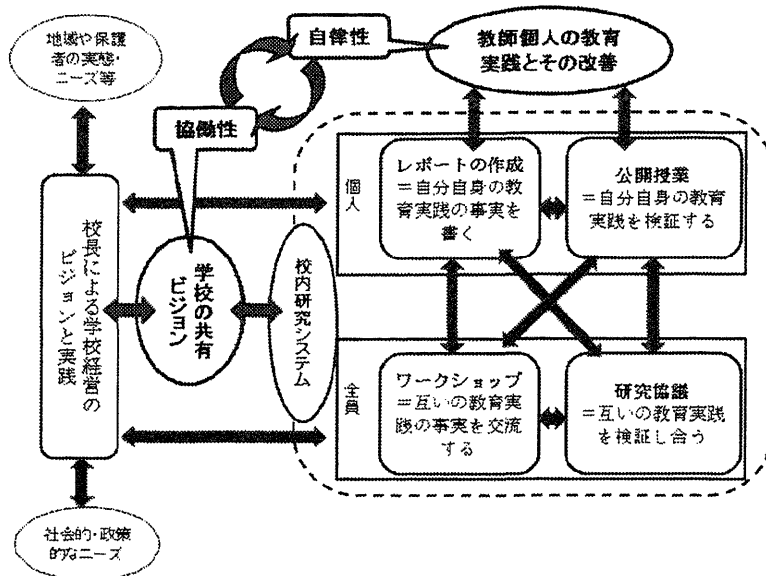 地域や保護
者の実態・
ニーズ等
自律性
教師個人の教育
実践とその改善
協働性
校長による学校経営の
ビジョンと実践
学校の共有
ビジョン
校内研究システム
個人
レポートの作成
＝自分自身の教
育実践の事実を
書く
公開授業
＝自分自身の教育
実践を検証する
全員
ワークショップ
＝互いの教育実
践の事実を交流
する
研究協議
＝互いの教育実践
を検証し合う
社会的・政策
的なニーズ